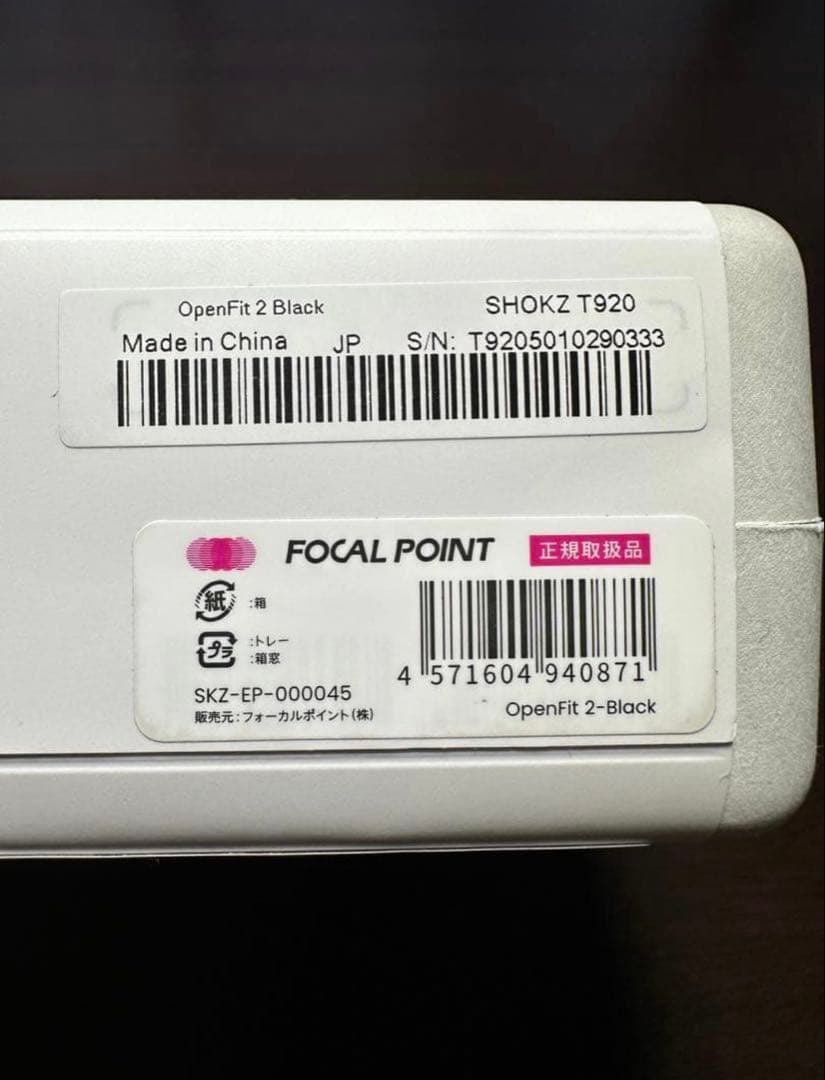 OpenFit 2 Black SHOKZ T920
Made in China JP S/N: T9205010290333
FOCAL POINT 正規取扱品
紙 :箱
プラ :トレー
:箱窓
4 571604 940871
SKZ-EP-000045
販売元:フォーカルポイント(株)
OpenFit 2-Black